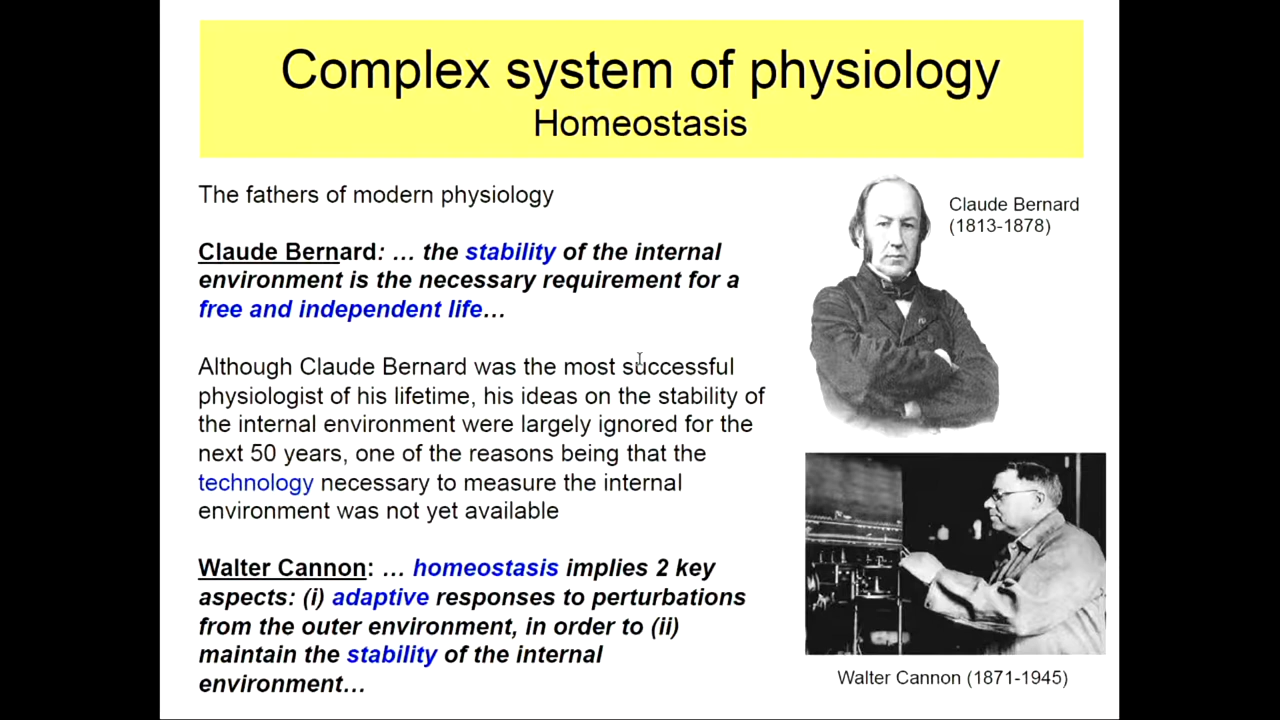 Complex system of physiology
Homeostasis
The fathers of modern physiology
Claude Bernard: … the stability of the internal
environment is the necessary requirement for a
free and independent life…
Although Claude Bernard was the most successful
physiologist of his lifetime, his ideas on the stability of
the internal environment were largely ignored for the
next 50 years, one of the reasons being that the
technology necessary to measure the internal
environment was not yet available
Walter Cannon: … homeostasis implies 2 key
aspects: (i) adaptive responses to perturbations
from the outer environment, in order to (ii)
maintain the stability of the internal
environment…
Claude Bernard
(1813-1878)
Walter Cannon (1871-1945)